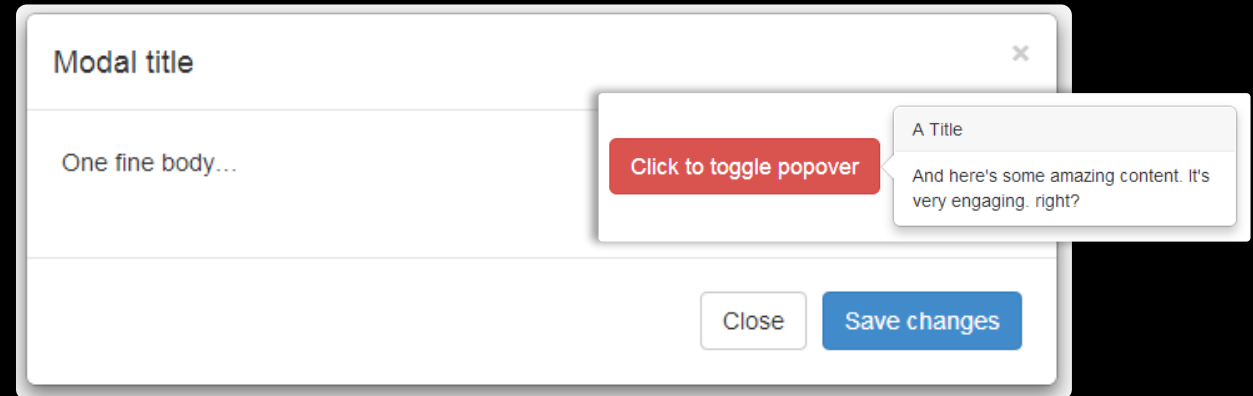 Modal title
×
One fine body...
Click to toggle popover
A Title
And here's some amazing content. It's
very engaging. right?
Close
Save changes